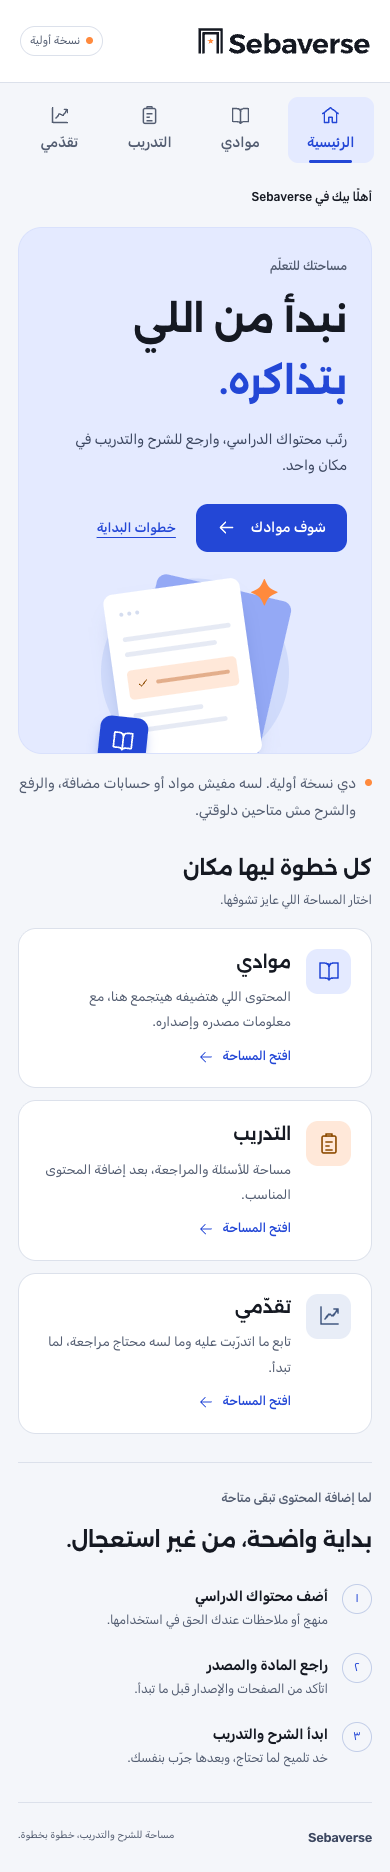 Sebaverse
نسخة أولية
الرئيسية
موادي
التدريب
تقدّمي
أهلًا بيك في Sebaverse
مساحتك للتعلّم
نبدأ من اللي
بتذاكره.
رتّب محتواك الدراسي، وارجع للشرح والتدريب في
مكان واحد.
شوف موادك
خطوات البداية
دي نسخة أولية. لسه مفيش مواد أو حسابات مضافة، والرفع
والشرح مش متاحين دلوقتي.
كل خطوة ليها مكان
اختار المساحة اللي عايز تشوفها.
موادي
المحتوى اللي هتضيفه هيتجمع هنا، مع
معلومات مصدره وإصداره.
افتح المساحة
التدريب
مساحة للأسئلة والمراجعة، بعد إضافة المحتوى
المناسب.
افتح المساحة
تقدّمي
تابع ما اتدرّبت عليه وما لسه محتاج مراجعة، لما
تبدأ.
افتح المساحة
لما إضافة المحتوى تبقى متاحة
بداية واضحة، من غير استعجال.
١
أضف محتواك الدراسي
منهج أو ملاحظات عندك الحق في استخدامها.
٢
راجع المادة والمصدر
اتأكد من الصفحات والإصدار قبل ما تبدأ.
٣
ابدأ الشرح والتدريب
خد تلميح لما تحتاج، وبعدها جرّب بنفسك.
Sebaverse
مساحة للشرح والتدريب، خطوة بخطوة.